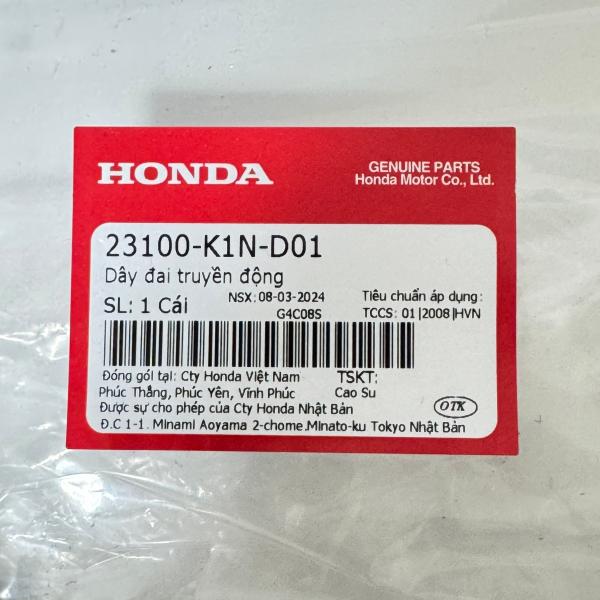 HONDA
GENUINE PARTS
Honda Motor Co., Ltd.
23100-K1N-D01
Dây đai truyền động
SL: 1 Cái
NSX: 08-03-2024
G4C08S
Tiêu chuẩn áp dụng:
TCCS: 01|2008|HVN
Đóng gól tạl: Cty Honda Vlệt Nam
Phúc Thắng, Phúc Yên, Vĩnh Phúc
TSKT:
Cao Su
Được sự cho phép của Cty Honda Nhật Bản
Đ.C 1-1. Minami Aoyama 2-chome.Minato-ku Tokyo Nhật Bản
OTK